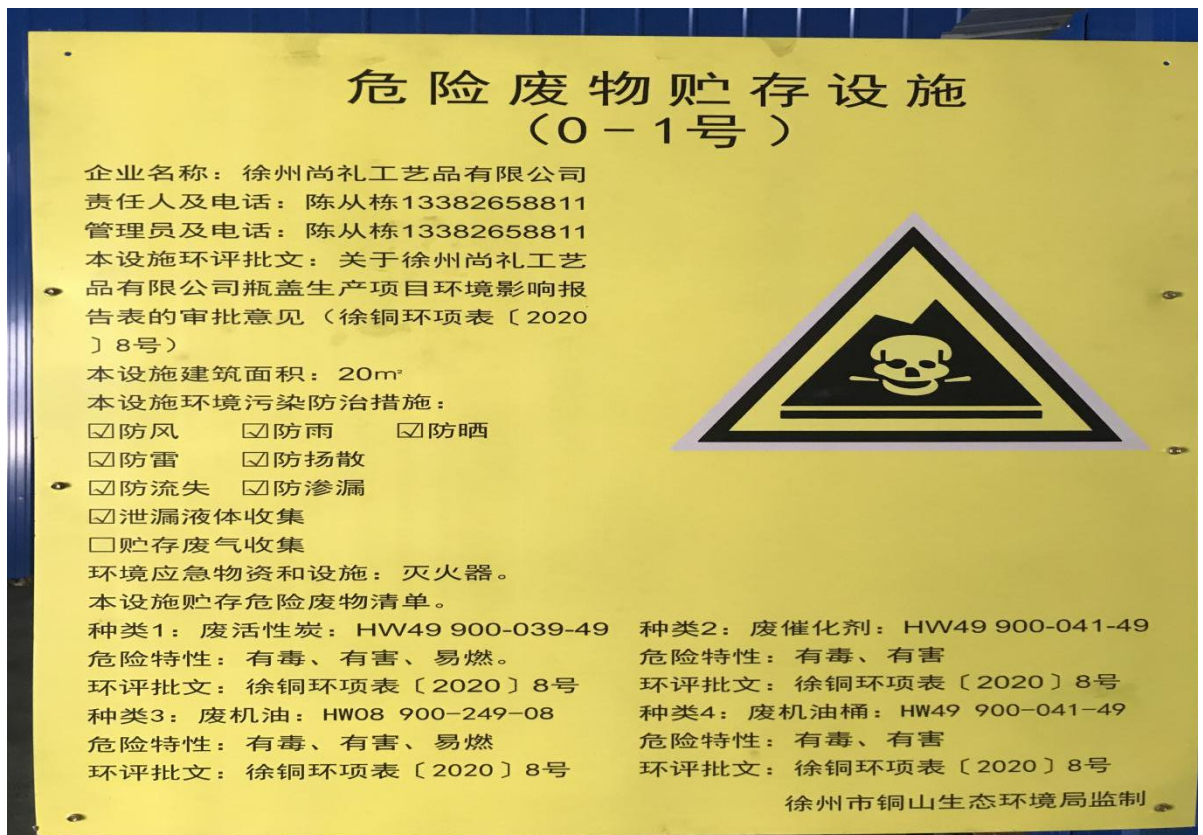 危险废物贮存设施
（0－1号）
企业名称：徐州尚礼工艺品有限公司
责任人及电话：陈从栋13382658811
管理员及电话：陈从栋13382658811
本设施环评批文：关于徐州尚礼工艺
品有限公司瓶盖生产项目环境影响报
告表的审批意见（徐铜环项表〔2020
〕8号）
本设施建筑面积：20㎡
本设施环境污染防治措施：
☑防风 ☑防雨 ☑防晒
☑防雷 ☑防扬散
☑防流失 ☑防渗漏
☑泄漏液体收集
☐贮存废气收集
环境应急物资和设施：灭火器。
本设施贮存危险废物清单。
种类1：废活性炭：HW49 900-039-49
危险特性：有毒、有害、易燃。
环评批文：徐铜环项表〔2020〕8号
种类2：废催化剂：HW49 900-041-49
危险特性：有毒、有害
环评批文：徐铜环项表〔2020〕8号
种类3：废机油：HW08 900-249-08
危险特性：有毒、有害、易燃
环评批文：徐铜环项表〔2020〕8号
种类4：废机油桶：HW49 900-041-49
危险特性：有毒、有害
环评批文：徐铜环项表〔2020〕8号
徐州市铜山生态环境局监制